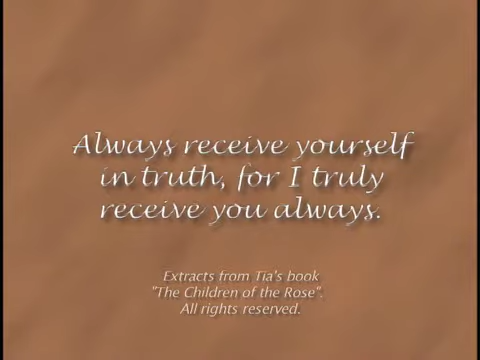 Always receive yourself
in truth, for I truly
receive you always.
Extracts from Tia's book
"The Children of the Rose".
All rights reserved.